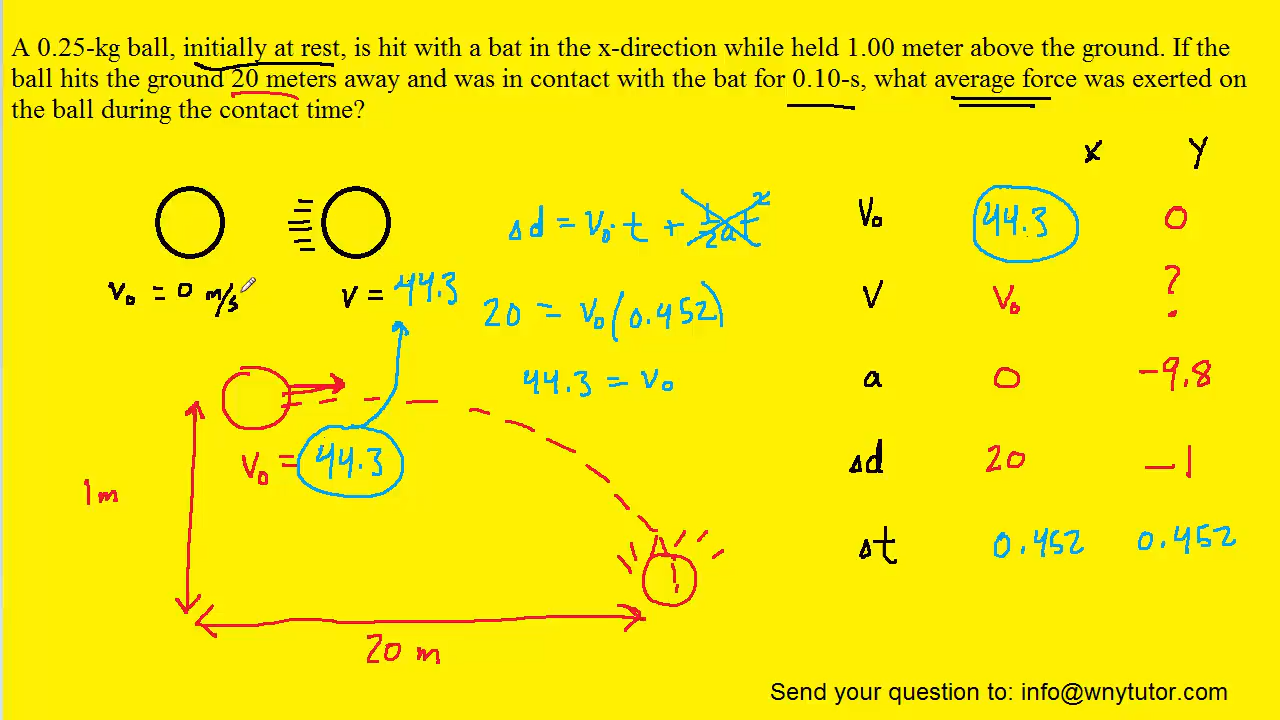 A 0.25-kg ball, initially at rest, is hit with a bat in the x-direction while held 1.00 meter above the ground. If the
ball hits the ground 20 meters away and was in contact with the bat for 0.10-s, what average force was exerted on
the ball during the contact time?
x y
Δd = V₀·t + ½at²
V₀ 44.3 0
V₀ = 0 m/s V = 44.3
20 = V₀(0.452)
V V₀ ?
44.3 = V₀
a 0 -9.8
V₀ = 44.3
Δd 20 -1
1m
Δt 0.452 0.452
20 m
Send your question to: info@wnytutor.com